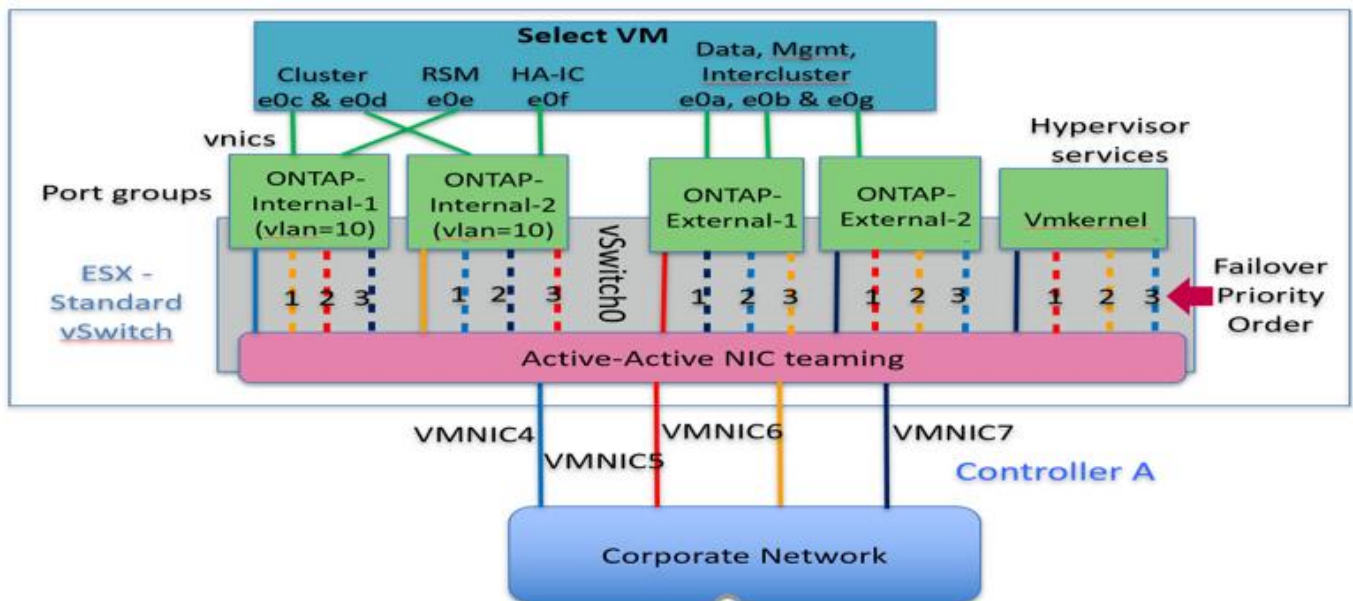 Select VM
Cluster
e0c & e0d
RSM
e0e
HA-IC
e0f
Data, Mgmt,
Intercluster
e0a, e0b & e0g
vnics
Hypervisor
services
Port groups
ONTAP-
Internal-1
(vlan=10)
ONTAP-
Internal-2
(vlan=10)
vSwitch0
ONTAP-
External-1
ONTAP-
External-2
Vmkernel
ESX -
Standard
vSwitch
1 2 3
1 2 3
1 2 3
1 2 3
1 2 3
Failover
Priority
Order
Active-Active NIC teaming
VMNIC4
VMNIC5
VMNIC6
VMNIC7
Controller A
Corporate Network